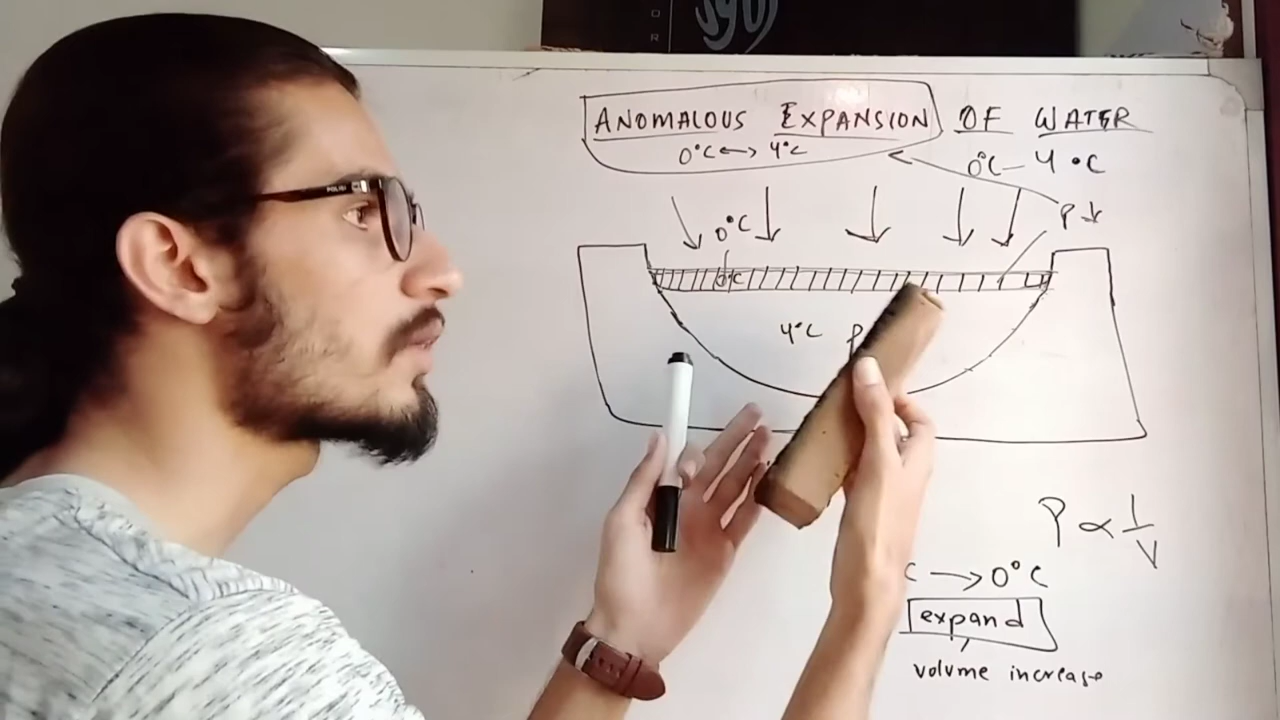 ANOMALOUS EXPANSION OF WATER
0°C ↔ 4°C
0°C - 4°C
0°C
ρ ↓
0°C
4°C ρ
ρ ∝ 1/V
C → 0°C
expand
volume increase